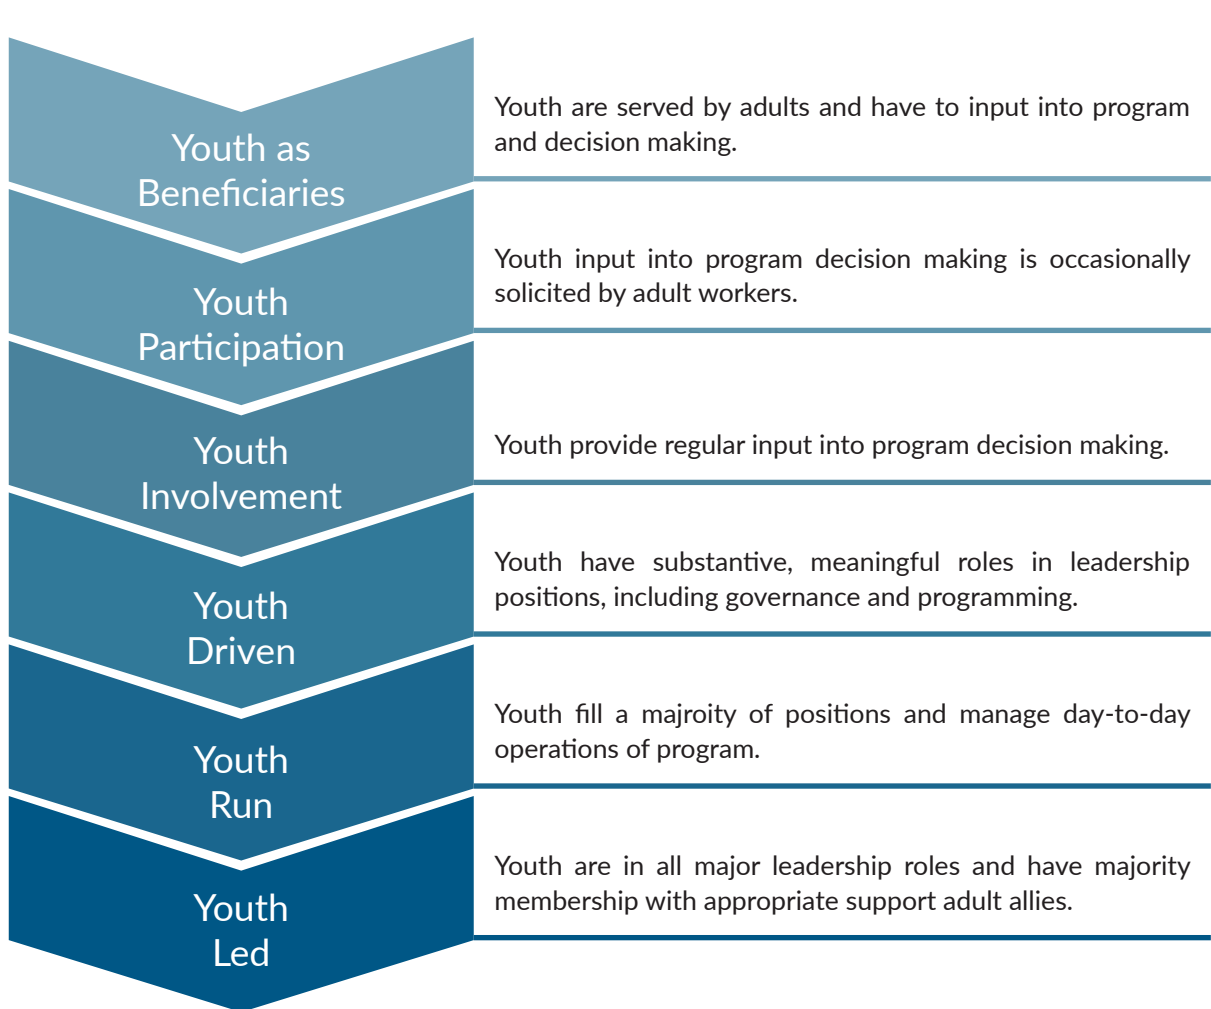 Youth as
Beneficiaries
Youth are served by adults and have to input into program
and decision making.
Youth
Participation
Youth input into program decision making is occasionally
solicited by adult workers.
Youth
Involvement
Youth provide regular input into program decision making.
Youth
Driven
Youth have substantive, meaningful roles in leadership
positions, including governance and programming.
Youth
Run
Youth fill a majroity of positions and manage day-to-day
operations of program.
Youth
Led
Youth are in all major leadership roles and have majority
membership with appropriate support adult allies.